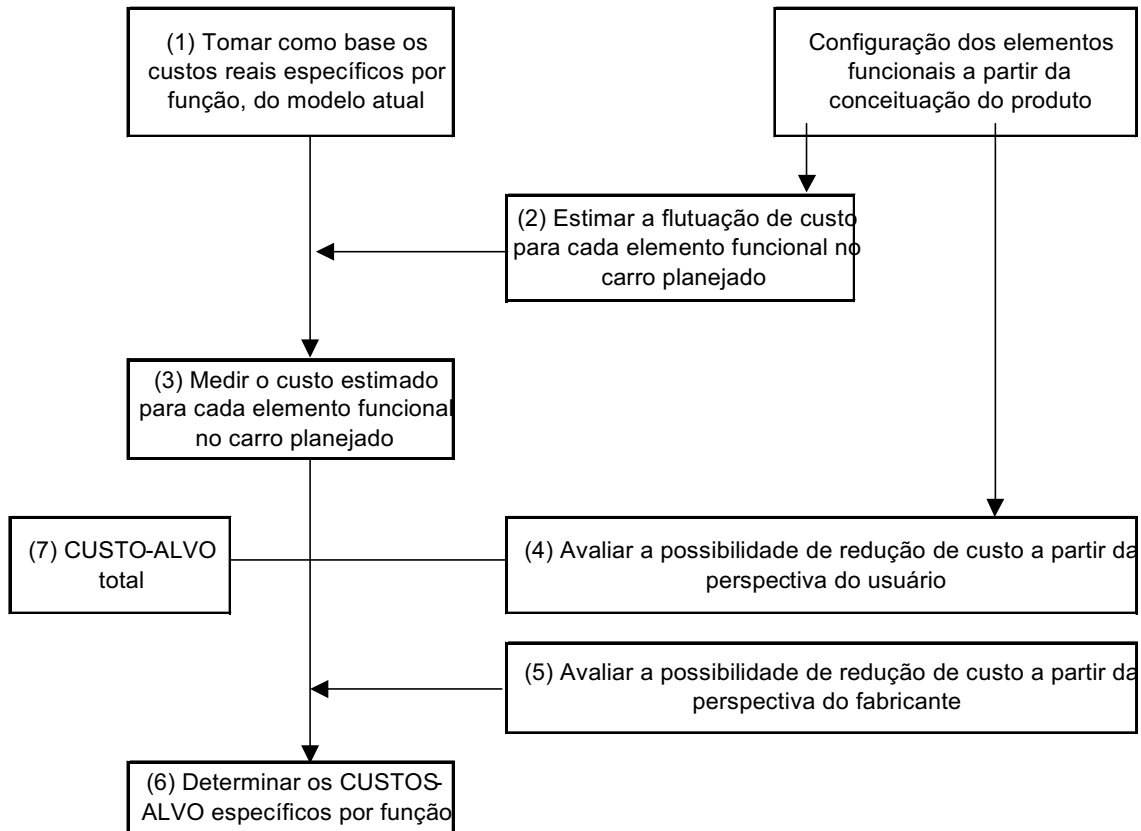 (1) Tomar como base os
custos reais específicos por
função, do modelo atual
Configuração dos elementos
funcionais a partir da
conceituação do produto
(2) Estimar a flutuação de custo
para cada elemento funcional no
carro planejado
(3) Medir o custo estimado
para cada elemento funcional
no carro planejado
(7) CUSTO-ALVO
total
(4) Avaliar a possibilidade de redução de custo a partir da
perspectiva do usuário
(5) Avaliar a possibilidade de redução de custo a partir da
perspectiva do fabricante
(6) Determinar os CUSTOS-
ALVO específicos por função